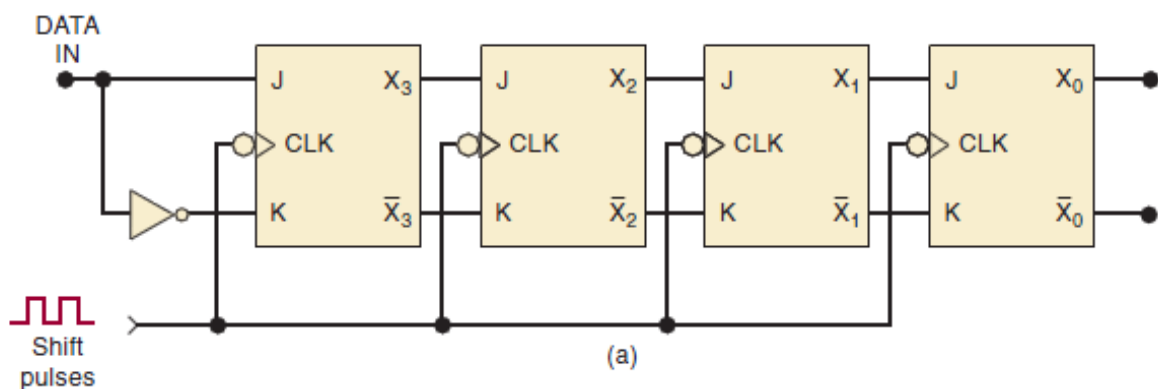 DATA
IN
J X₃ J X₂ J X₁ J X₀
CLK CLK CLK CLK
K X̅₃ K X̅₂ K X̅₁ K X̅₀
Shift
pulses
(a)